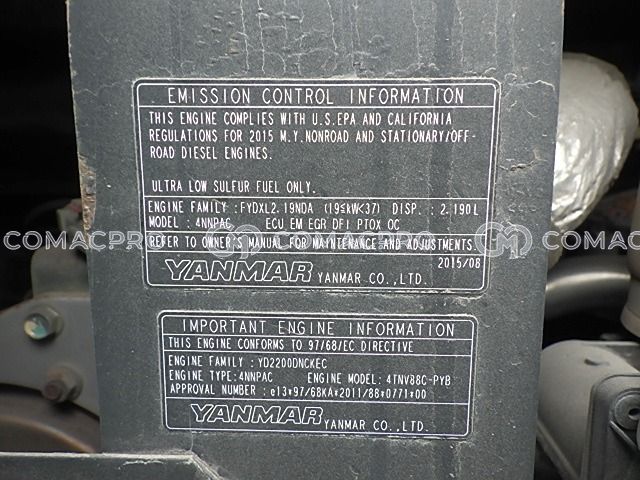 EMISSION CONTROL INFORMATION
THIS ENGINE COMPLIES WITH U.S.EPA AND CALIFORNIA
REGULATIONS FOR 2015 M.Y.NONROAD AND STATIONARY/OFF-
ROAD DIESEL ENGINES.
ULTRA LOW SULFUR FUEL ONLY.
ENGINE FAMILY : FYDXL2.19NDA (19≤kW<37) DISP. : 2.190L
MODEL : 4NNPAC ECU EM EGR DFI PTOX OC
REFER TO OWNER'S MANUAL FOR MAINTENANCE AND ADJUSTMENTS.
2015/08
YANMAR YANMAR CO.,LTD.
COMACPRO COMACPRO COMACPRO
IMPORTANT ENGINE INFORMATION
THIS ENGINE CONFORMS TO 97/68/EC DIRECTIVE
ENGINE FAMILY : YD2200DNCKEC
ENGINE TYPE:4NNPAC ENGINE MODEL: 4TNV88C-PYB
APPROVAL NUMBER : e13*97/68KA*2011/88*0771*00
YANMAR YANMAR CO.,LTD.